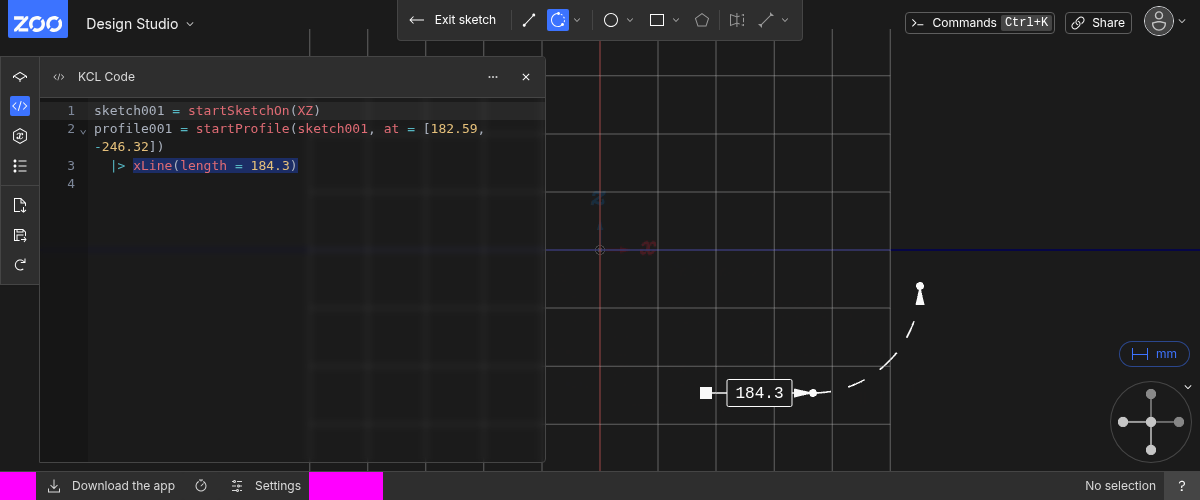 ZOO
Design Studio
Exit sketch
Commands Ctrl+K
Share
KCL Code
1 sketch001 = startSketchOn(XZ)
2 profile001 = startProfile(sketch001, at = [182.59,
-246.32])
3 |> xLine(length = 184.3)
4
z
x
184.3
mm
Download the app
Settings
No selection
?